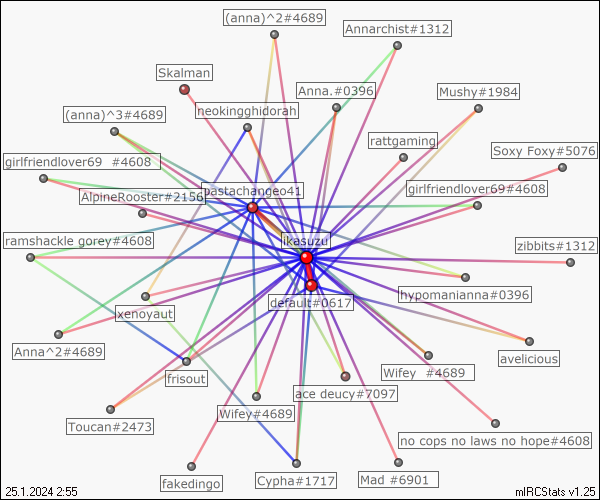 (anna)^2#4689
Annarchist#1312
Skalman
Anna.#0396
Mushy#1984
(anna)^3#4689
neokingghidorah
rattgaming
Soxy Foxy#5076
girlfriendlover69 #4608
pastachangeo41
girlfriendlover69#4608
AlpineRooster#2156
ramshackle gorey#4608
ikasuzu
zibbits#1312
default#0617
hypomanianna#0396
xenoyaut
Anna^2#4689
avelicious
frisout
Wifey #4689
ace deucy#7097
Wifey#4689
Toucan#2473
no cops no laws no hope#4608
fakedingo
Cypha#1717
Mad #6901
25.1.2024 2:55
mIRCStats v1.25